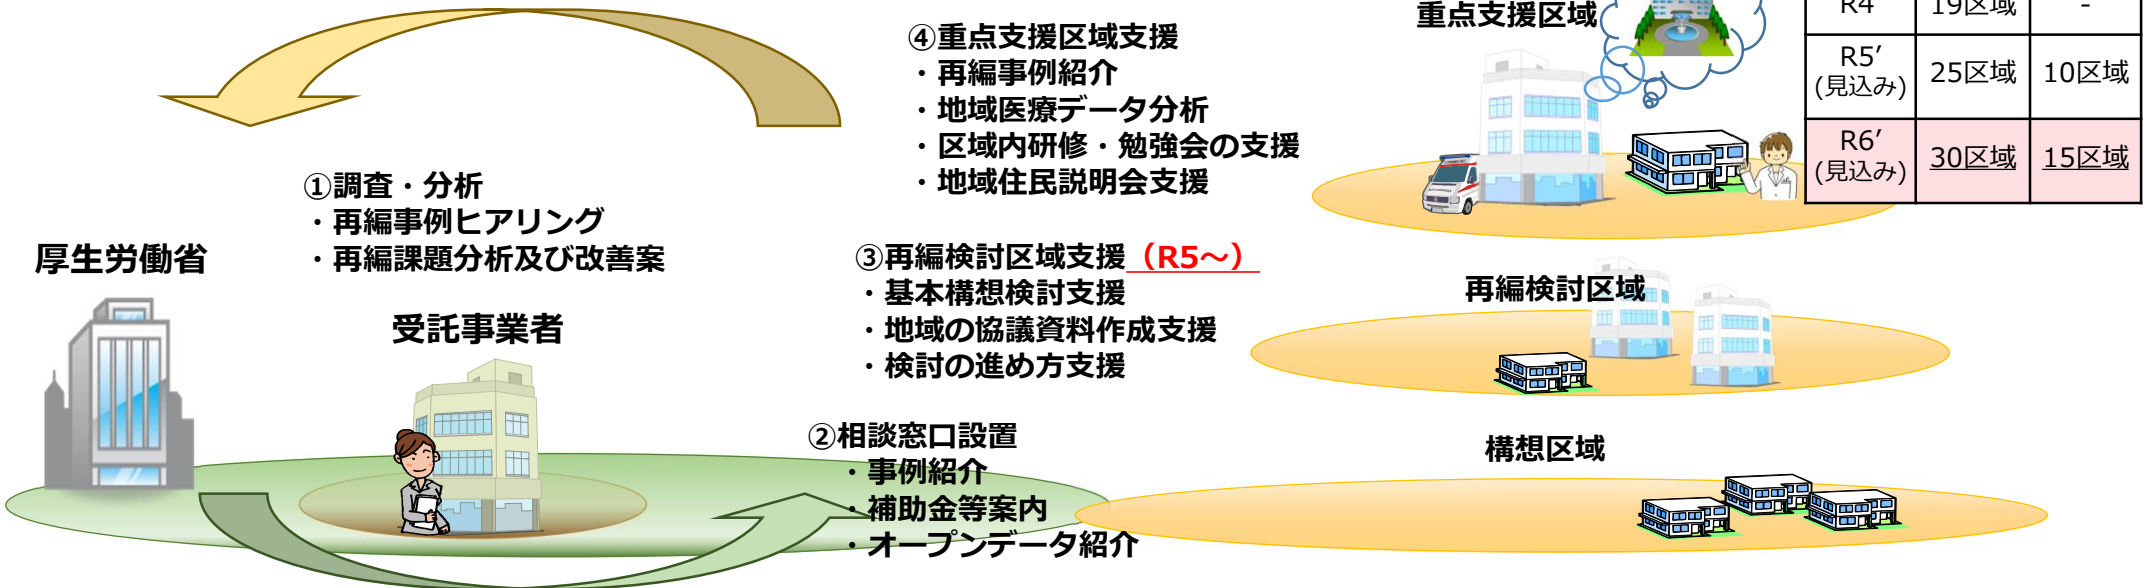 ④重点支援区域支援
・再編事例紹介
・地域医療データ分析
・区域内研修・勉強会の支援
・地域住民説明会支援
重点支援区域
R4 19区域 -
R5’
(見込み) 25区域 10区域
R6’
(見込み) 30区域 15区域
①調査・分析
・再編事例ヒアリング
・再編課題分析及び改善案
厚生労働省
受託事業者
③再編検討区域支援（R5～）
・基本構想検討支援
・地域の協議資料作成支援
・検討の進め方支援
再編検討区域
②相談窓口設置
・事例紹介
・補助金等案内
・オープンデータ紹介
構想区域